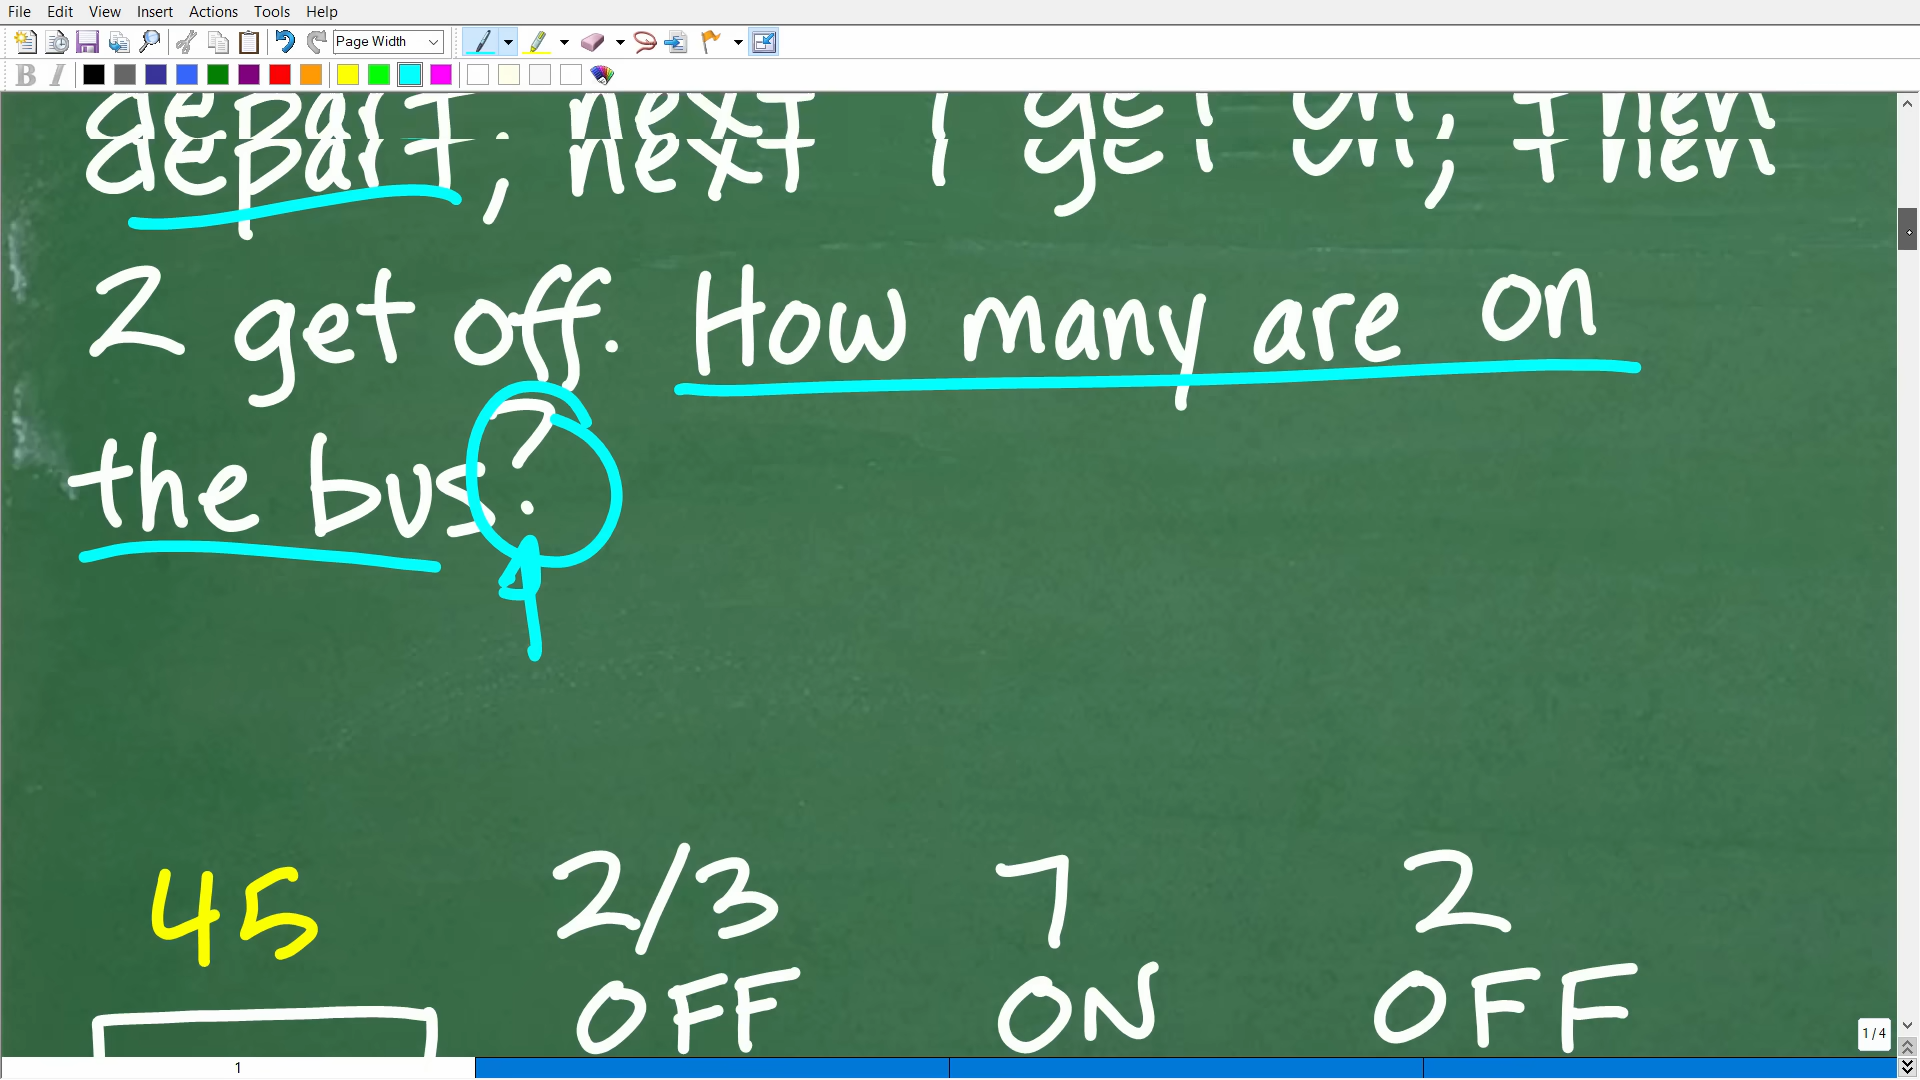 File Edit View Insert Actions Tools Help
Page Width
B I
depart, next 7 get on, then
2 get off. How many are on
the bus?
45 2/3 7 2
OFF ON OFF
1 / 4
1